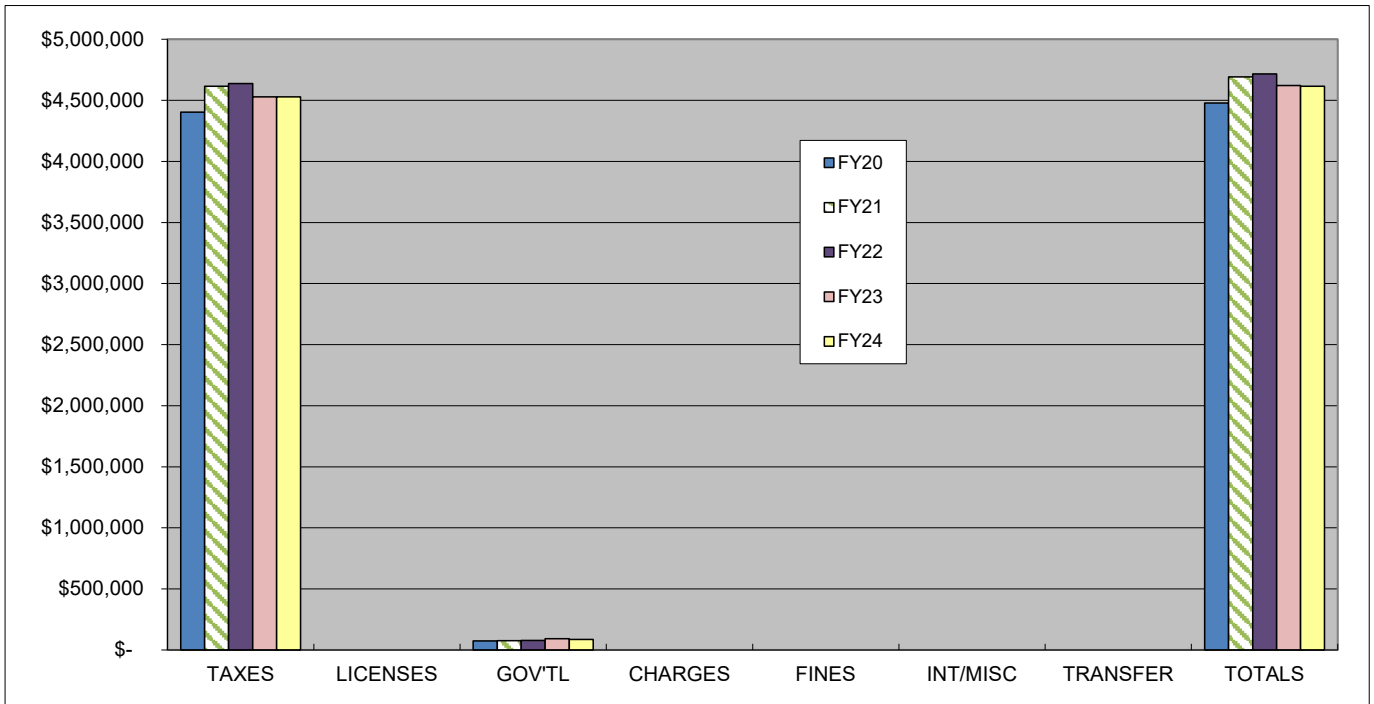 $5,000,000
$4,500,000
$4,000,000
$3,500,000
$3,000,000
$2,500,000
$2,000,000
$1,500,000
$1,000,000
$500,000
$-
FY20
FY21
FY22
FY23
FY24
TAXES LICENSES GOV'TL CHARGES FINES INT/MISC TRANSFER TOTALS